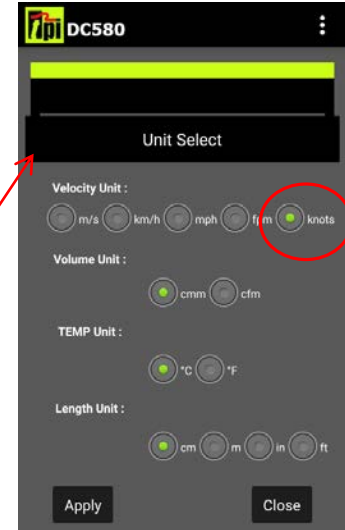 TPI DC580
Unit Select
Velocity Unit :
m/s km/h mph fpm knots
Volume Unit :
cmm cfm
TEMP Unit :
°C °F
Length Unit :
cm m in ft
Apply Close